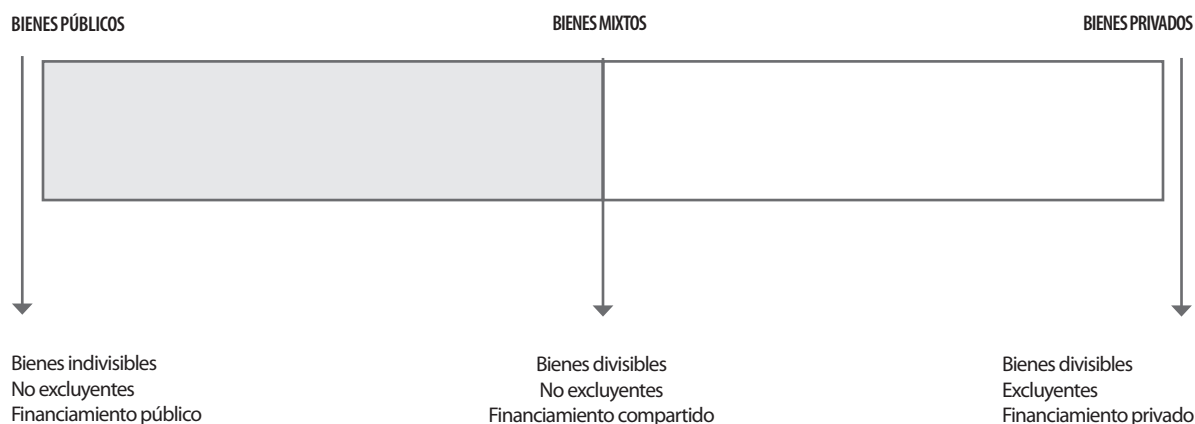 BIENES PÚBLICOS
BIENES MIXTOS
BIENES PRIVADOS
Bienes indivisibles
No excluyentes
Financiamiento público
Bienes divisibles
No excluyentes
Financiamiento compartido
Bienes divisibles
Excluyentes
Financiamiento privado